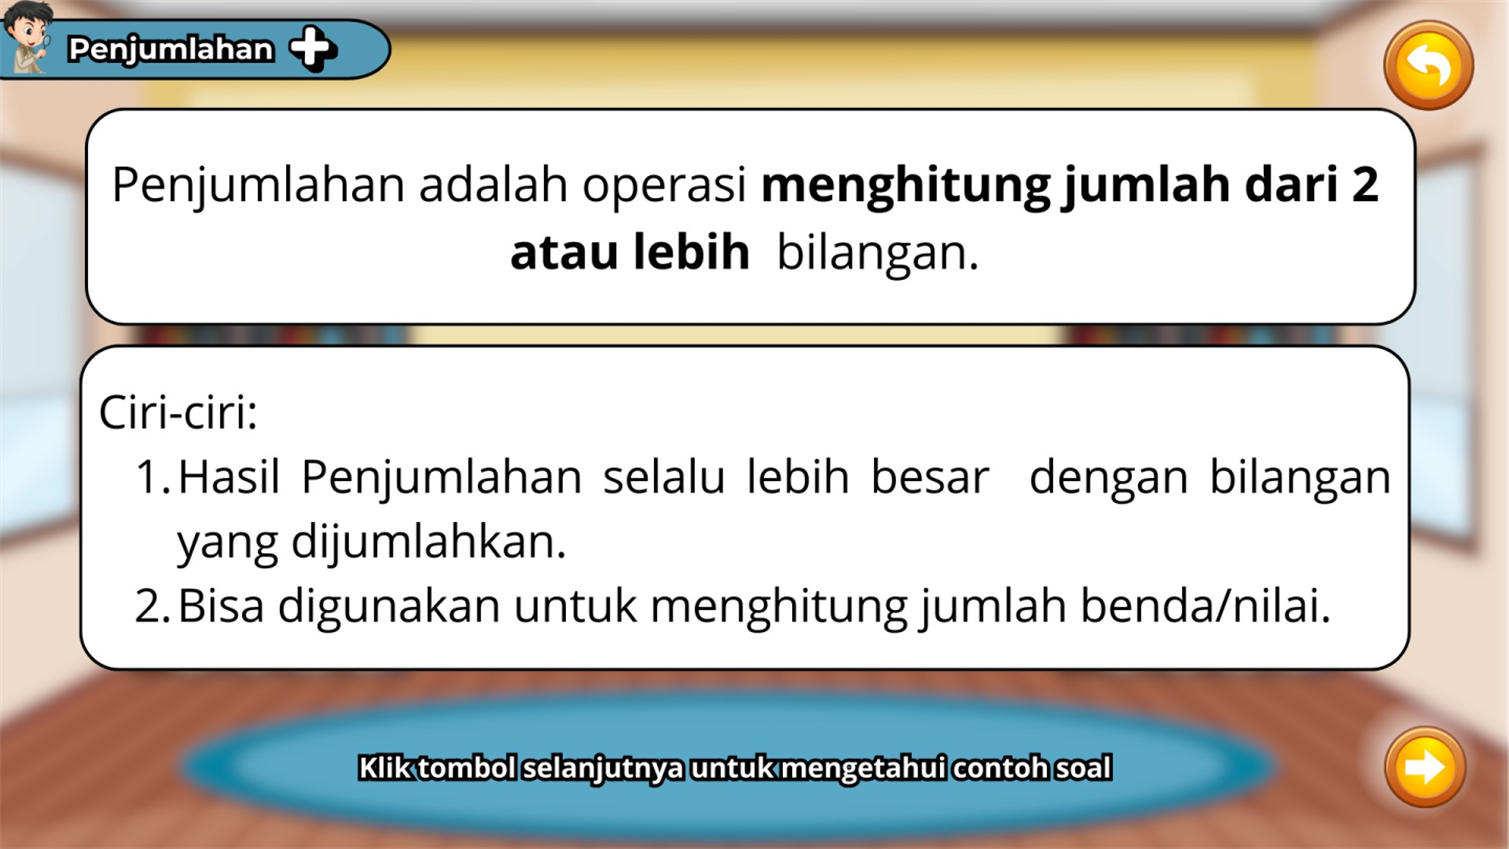 Penjumlahan
Penjumlahan adalah operasi menghitung jumlah dari 2
atau lebih bilangan.
Ciri-ciri:
1. Hasil Penjumlahan selalu lebih besar dengan bilangan
yang dijumlahkan.
2. Bisa digunakan untuk menghitung jumlah benda/nilai.
Klik tombol selanjutnya untuk mengetahui contoh soal